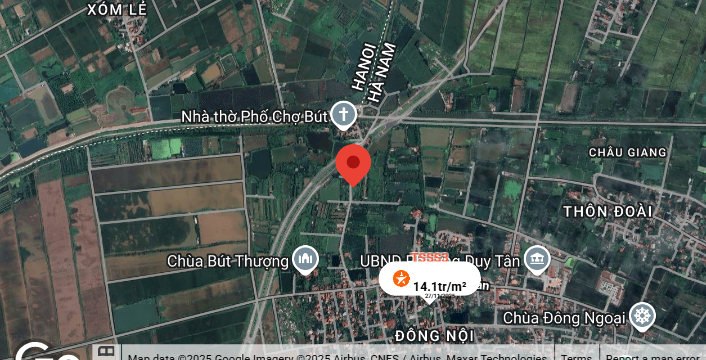 XÓM LẺ
HANOI
HÀ NAM
Nhà thờ Phố Chợ Bút
CHÂU GIANG
THÔN ĐOÀI
Chùa Bút Thượng
UBND Duy Tân
14.1tr/m²
Chùa Đông Ngoại
ĐÔNG NỘI
Map data ©2025 Google Imagery ©2025 Airbus, CNES / Airbus, Maxar Technologies
Terms
Report a map error